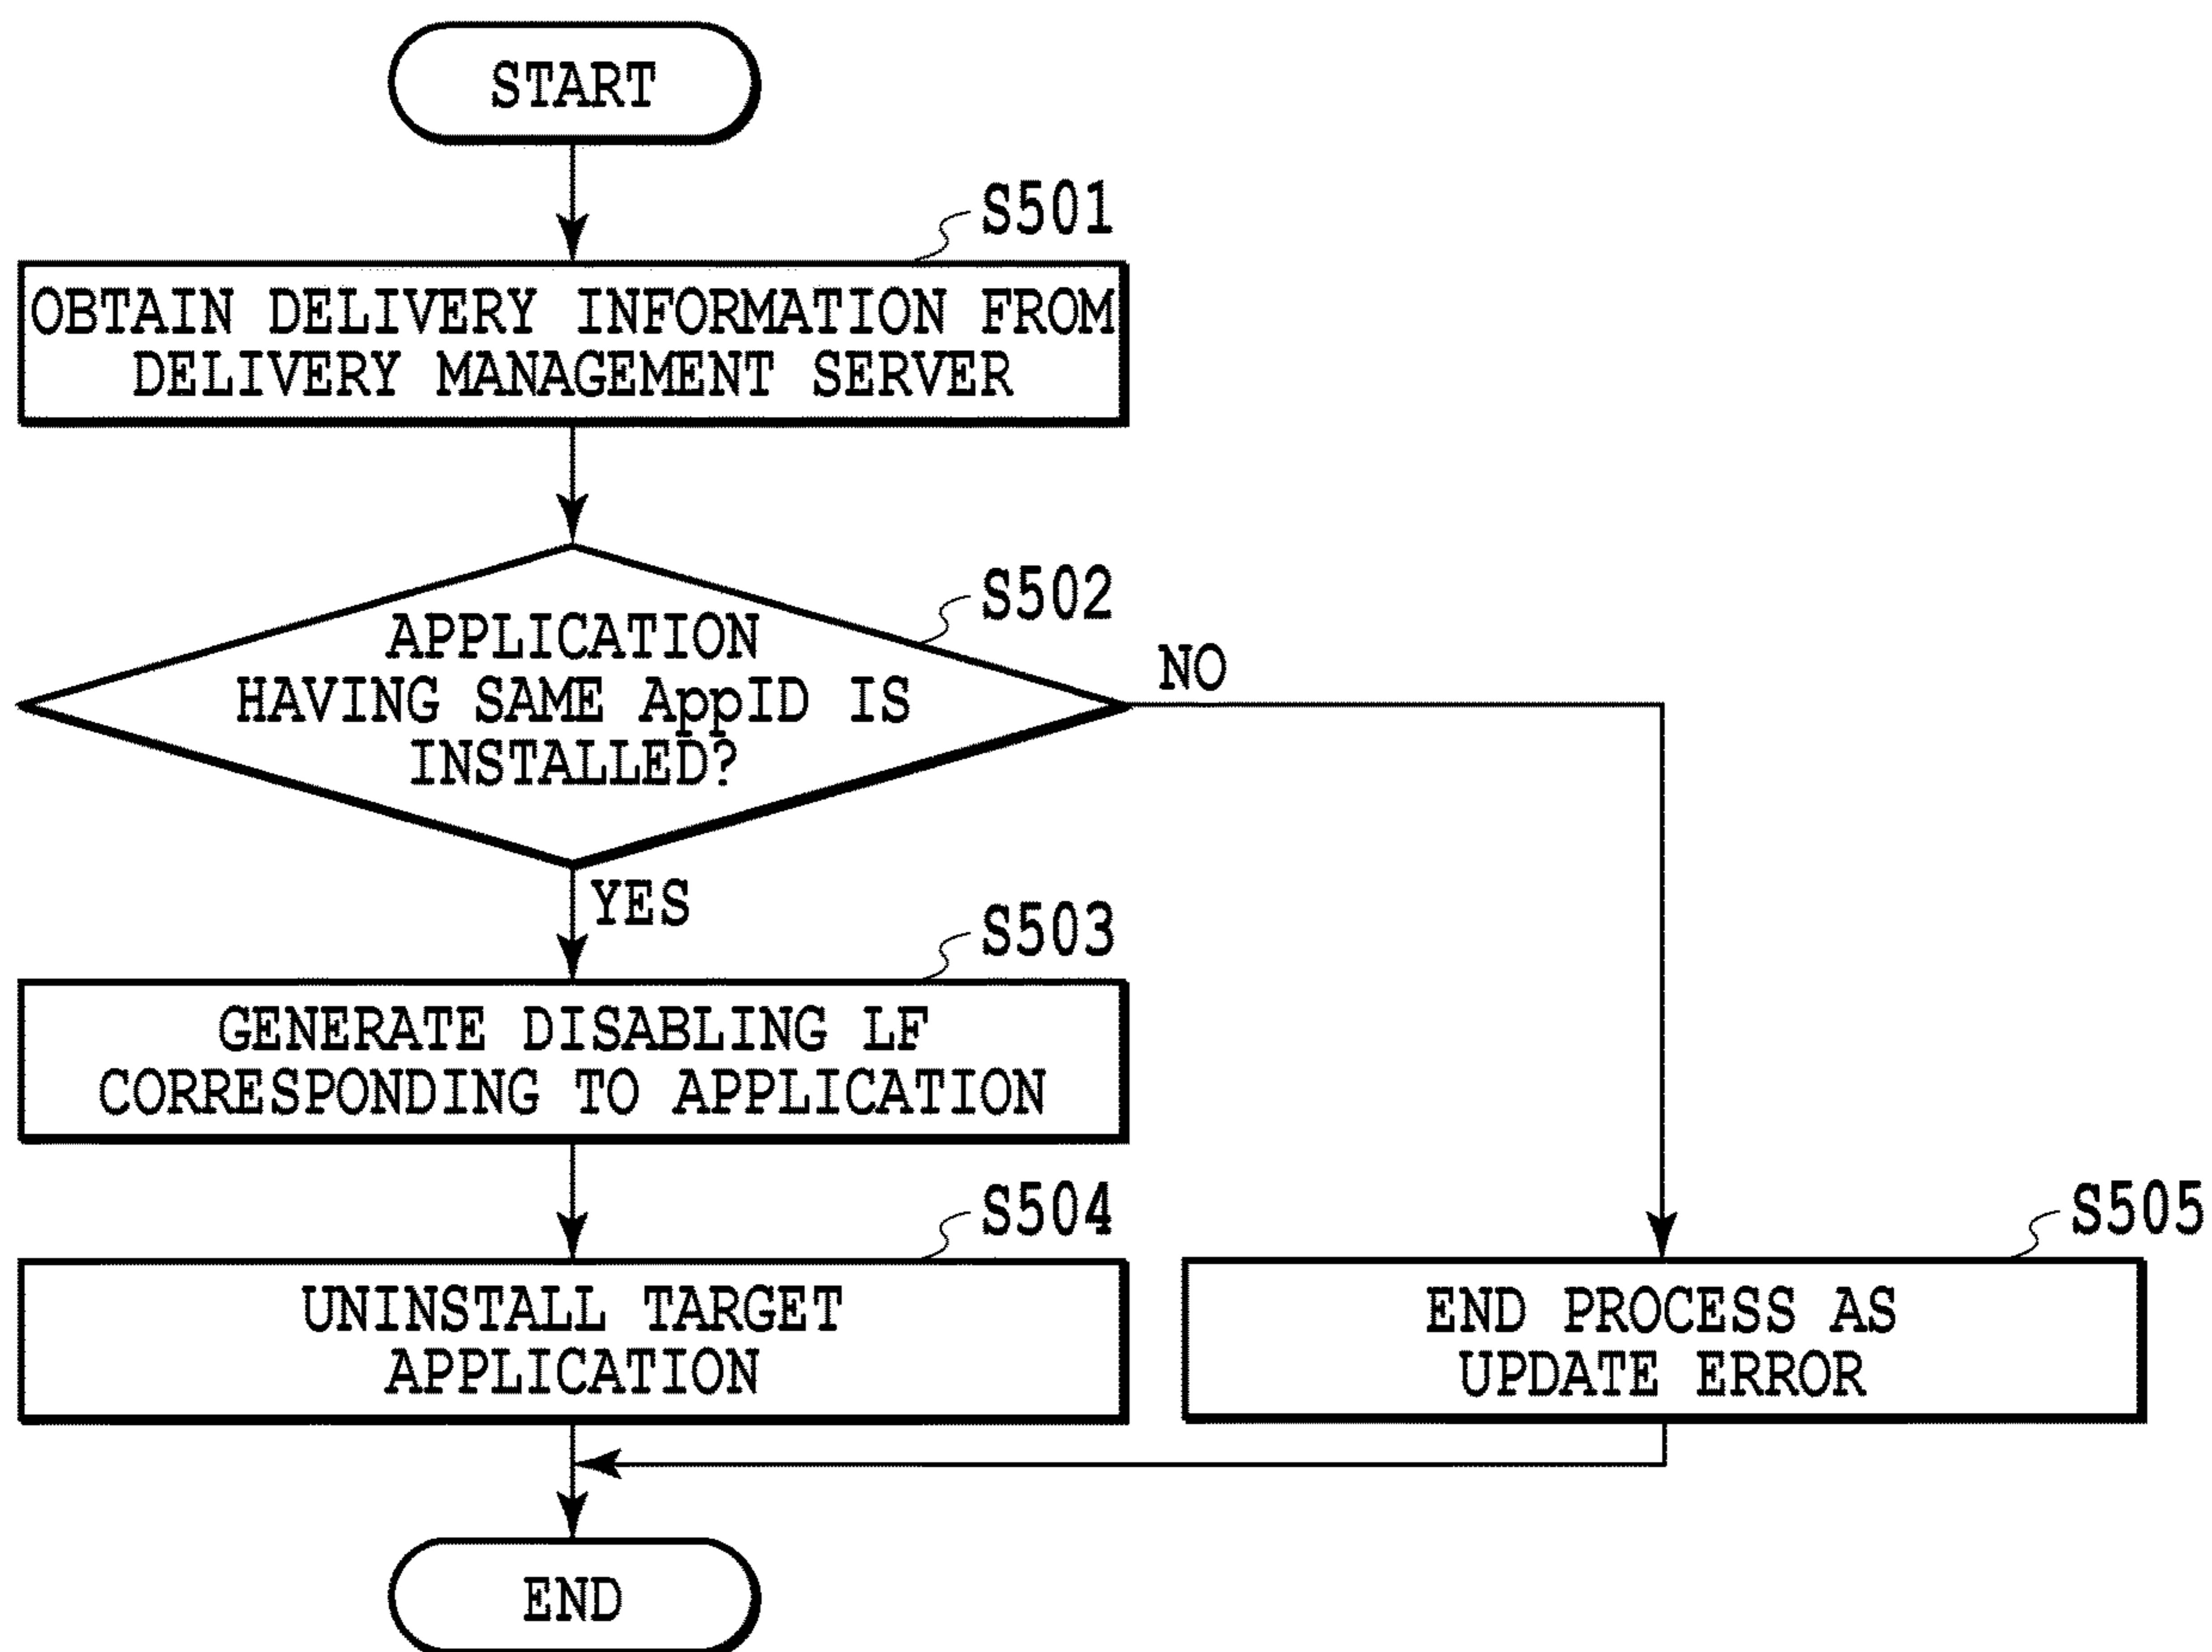 START
S501
OBTAIN DELIVERY INFORMATION FROM
DELIVERY MANAGEMENT SERVER
S502
APPLICATION
HAVING SAME AppID IS
INSTALLED?
NO
YES
S503
GENERATE DISABLING LF
CORRESPONDING TO APPLICATION
S504
UNINSTALL TARGET
APPLICATION
S505
END PROCESS AS
UPDATE ERROR
END